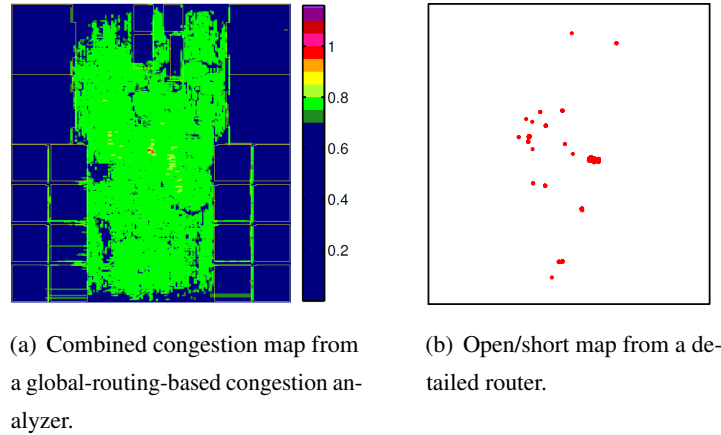 1
0.8
0.6
0.4
0.2
(a) Combined congestion map from
a global-routing-based congestion an-
alyzer.
(b) Open/short map from a de-
tailed router.